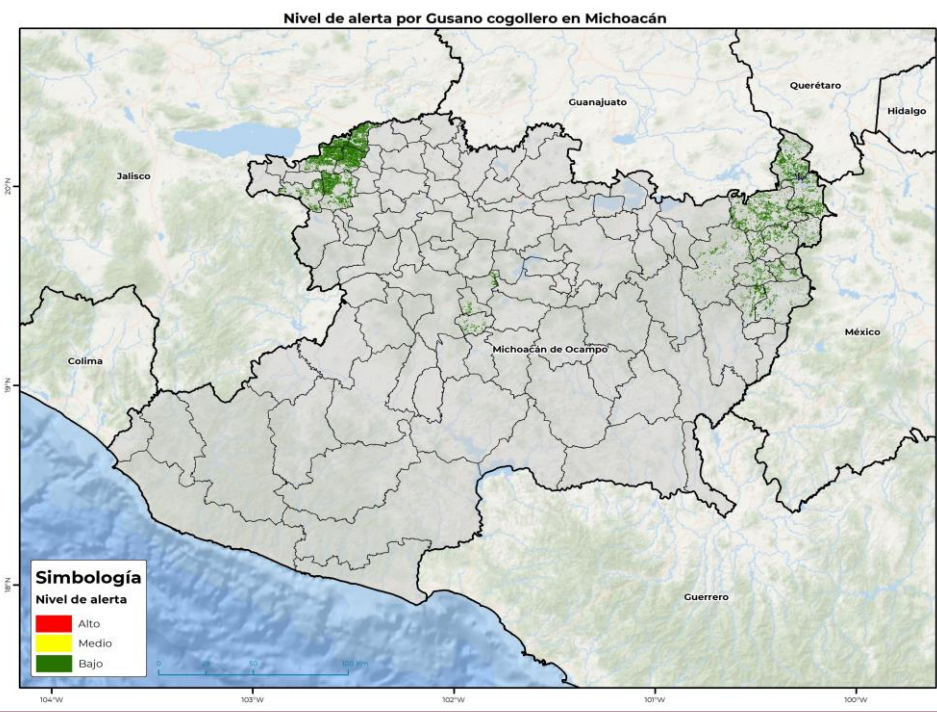 Nivel de alerta por Gusano cogollero en Michoacán
Querétaro
Guanajuato
Hidalgo
Jalisco
20°N
México
Michoacán de Ocampo
Colima
19°N
18°N
Guerrero
Simbología
Nivel de alerta
Alto
Medio
Bajo
0
50
100 km
104°W
103°W
102°W
101°W
100°W